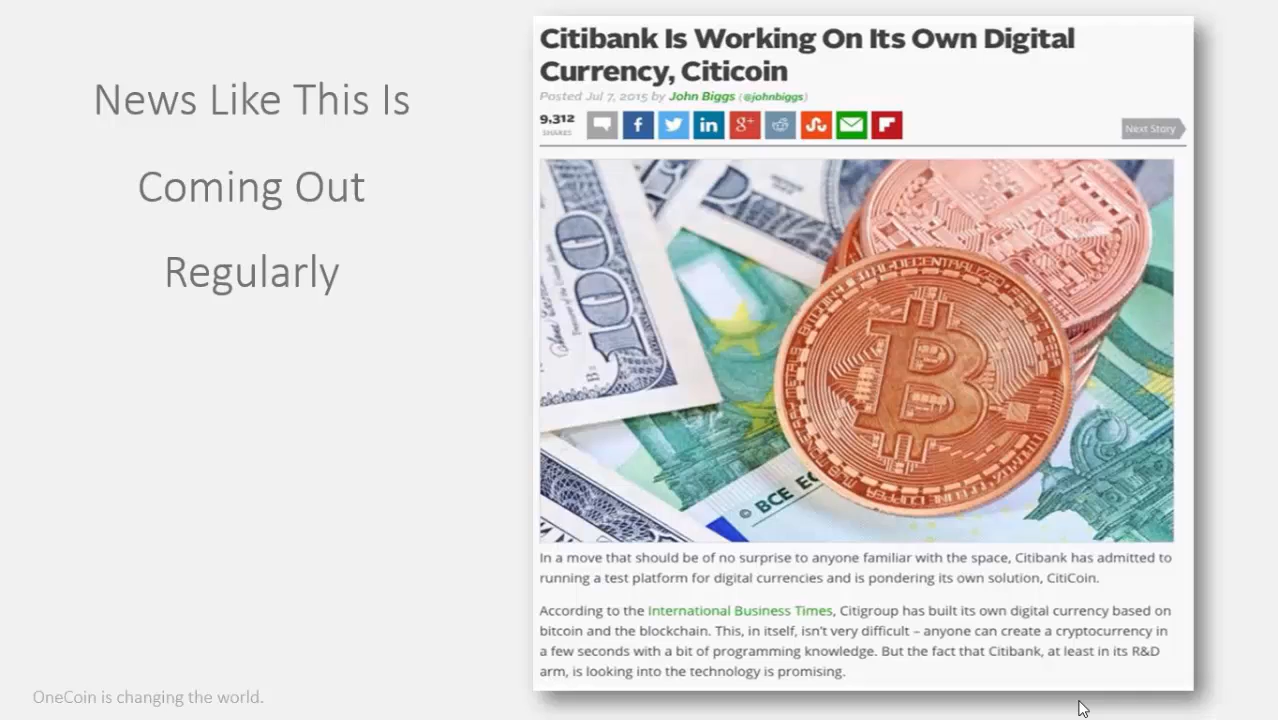 News Like This Is
Coming Out
Regularly
Citibank Is Working On Its Own Digital
Currency, Citicoin
Posted Jul 7, 2015 by John Biggs (@johnbiggs)
9,312
SHARES
Next Story
100
BITCOIN
DECENTRALIZED
© BCE
In a move that should be of no surprise to anyone familiar with the space, Citibank has admitted to
running a test platform for digital currencies and is pondering its own solution, CitiCoin.
According to the International Business Times, Citigroup has built its own digital currency based on
bitcoin and the blockchain. This, in itself, isn't very difficult – anyone can create a cryptocurrency in
a few seconds with a bit of programming knowledge. But the fact that Citibank, at least in its R&D
arm, is looking into the technology is promising.
OneCoin is changing the world.